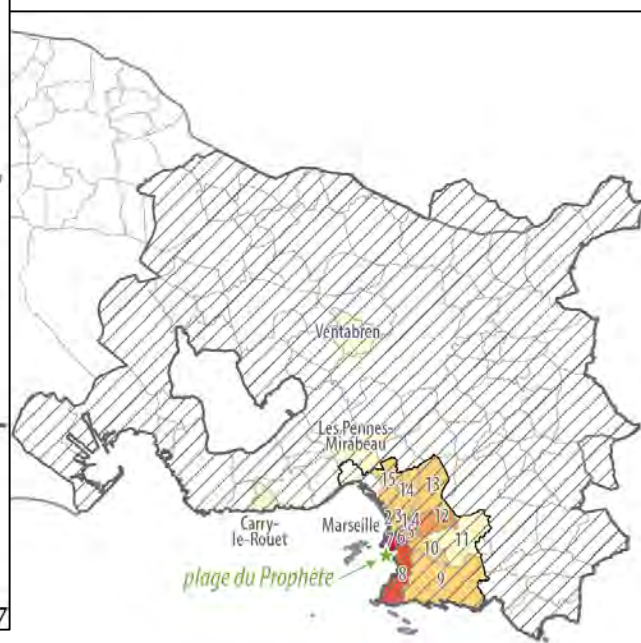 Ventabren
Les Pennes-
Mirabeau
15
14
13
2
3
1
4
12
Carry-
le-Rouet
Marseille
5
11
7
6
10
plage du Prophète
8
9
7